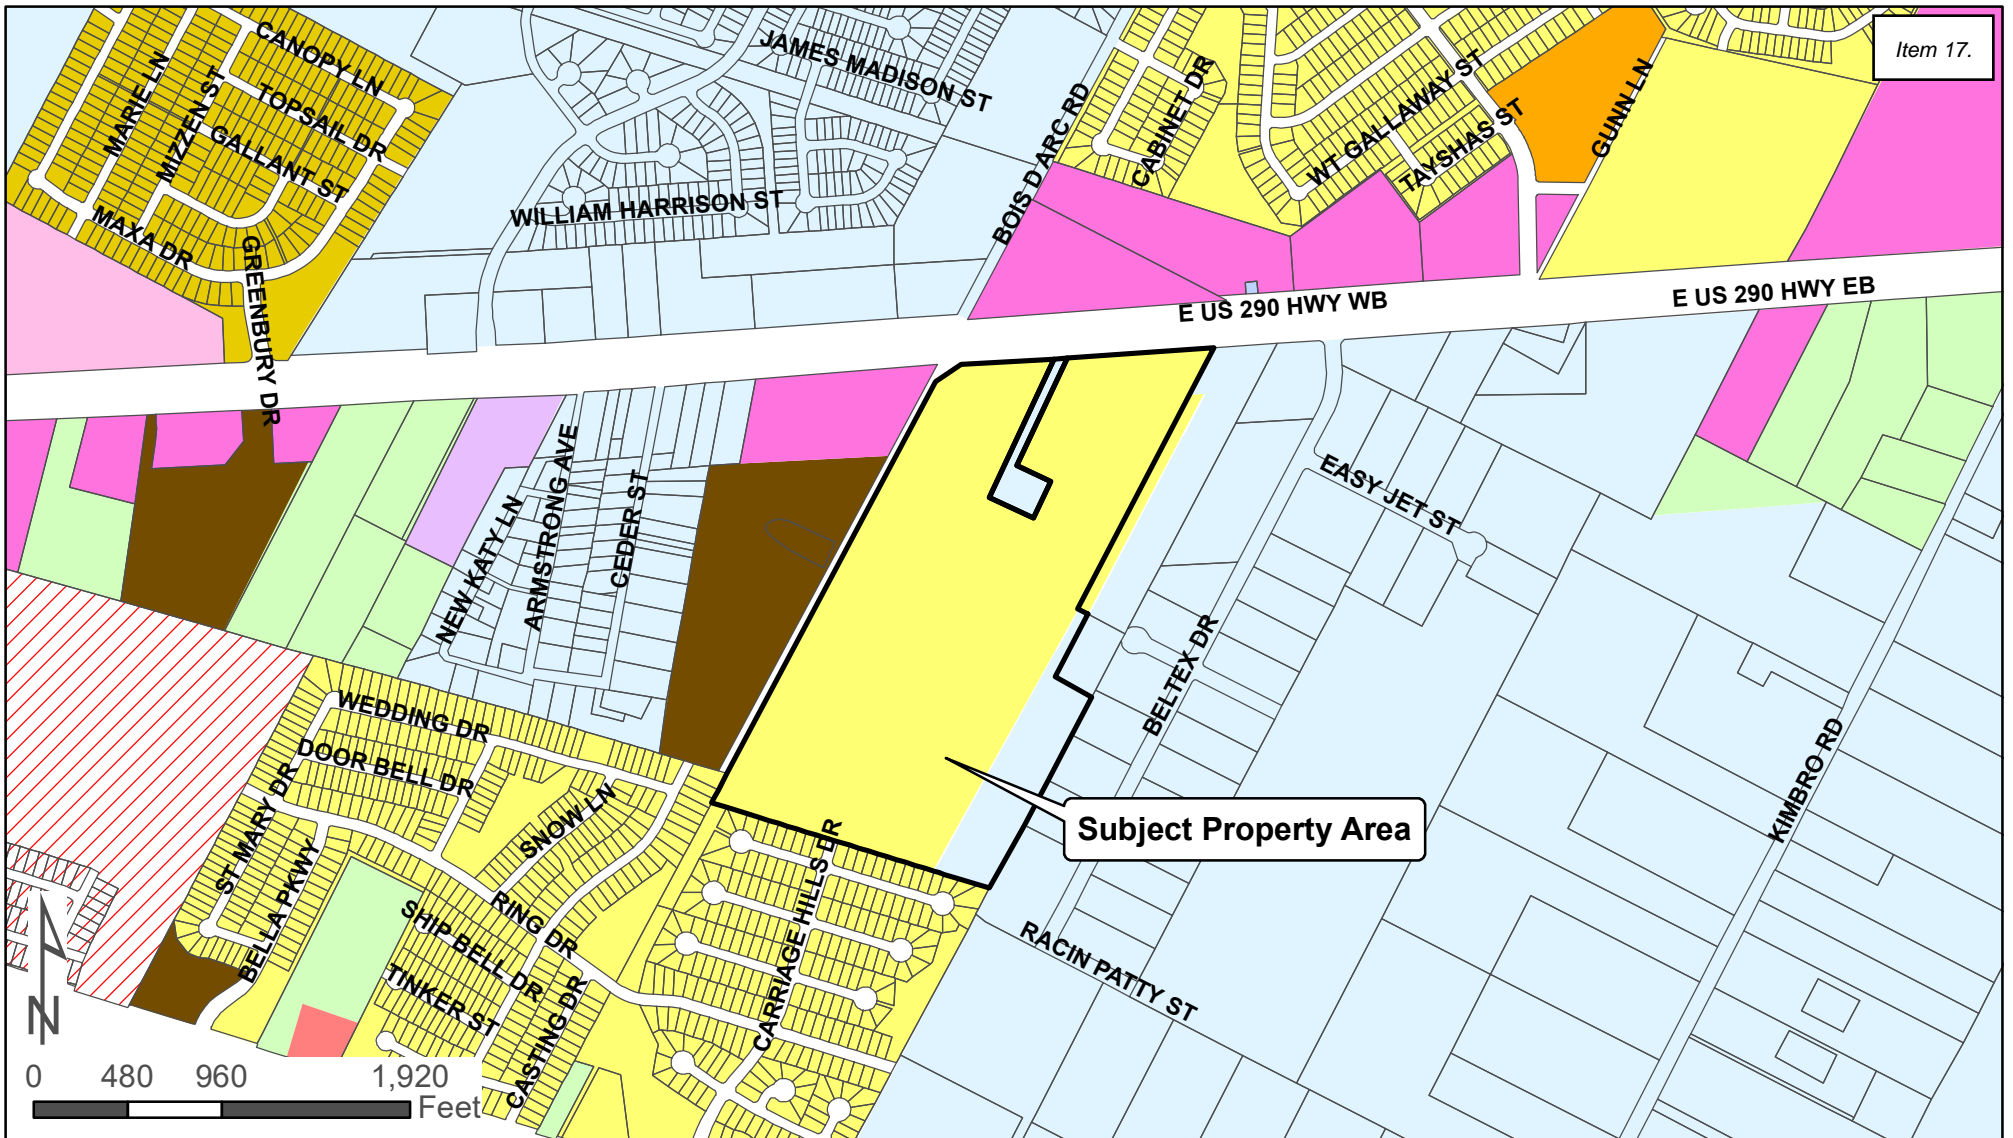 Item 17.
CANOPY LN
MARIE LN
MIZZEN ST
TOPSAIL DR
GALLANT ST
MAXA DR
GREENBURY DR
JAMES MADISON ST
WILLIAM HARRISON ST
BOIS D ARC RD
CABINET DR
WT GALLAWAY ST
TAYSHAS ST
GUNN LN
E US 290 HWY WB
E US 290 HWY EB
NEW KATY LN
ARMSTRONG AVE
CEDER ST
EASY JET ST
BELTEX DR
KIMBRO RD
WEDDING DR
DOOR BELL DR
ST MARY DR
SNOW LN
BELLA PKWY
RING DR
SHIP BELL DR
TINKER ST
CASTING DR
CARRIAGE HILLS DR
RACIN PATTY ST
Subject Property Area
N
0 480 960 1,920
Feet